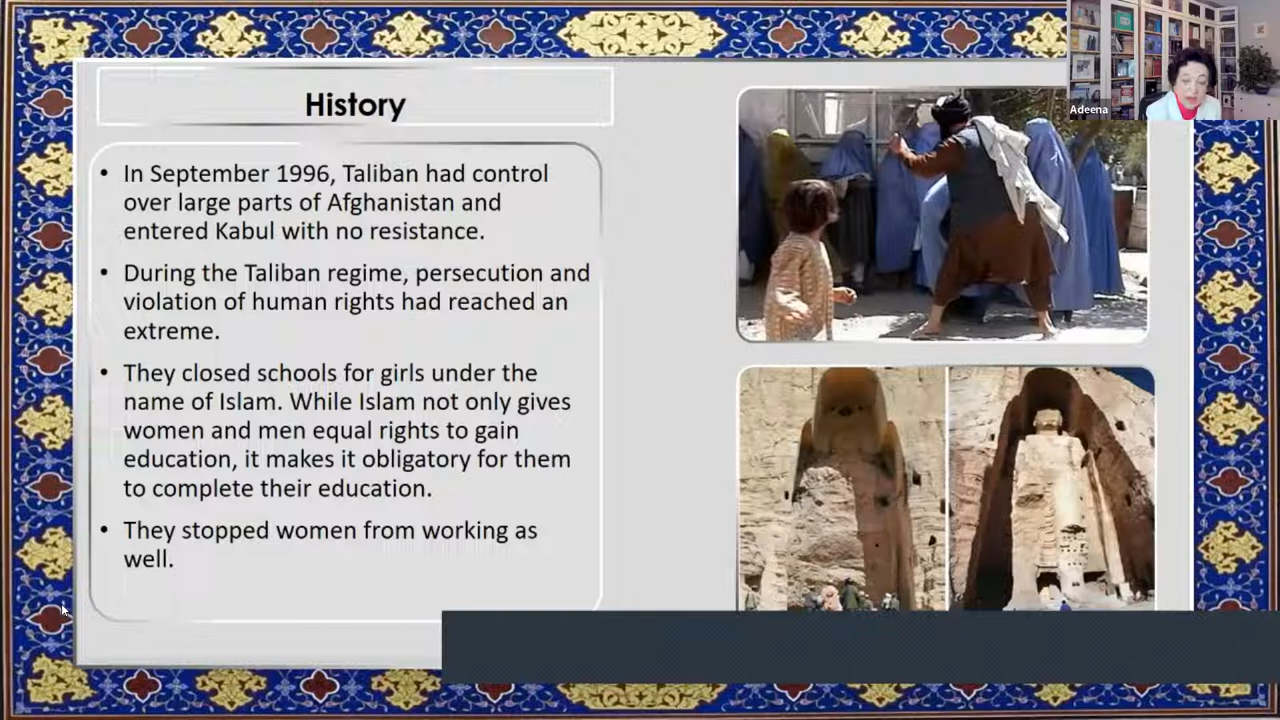 Adeena
History
• In September 1996, Taliban had control
over large parts of Afghanistan and
entered Kabul with no resistance.
• During the Taliban regime, persecution and
violation of human rights had reached an
extreme.
• They closed schools for girls under the
name of Islam. While Islam not only gives
women and men equal rights to gain
education, it makes it obligatory for them
to complete their education.
• They stopped women from working as
well.